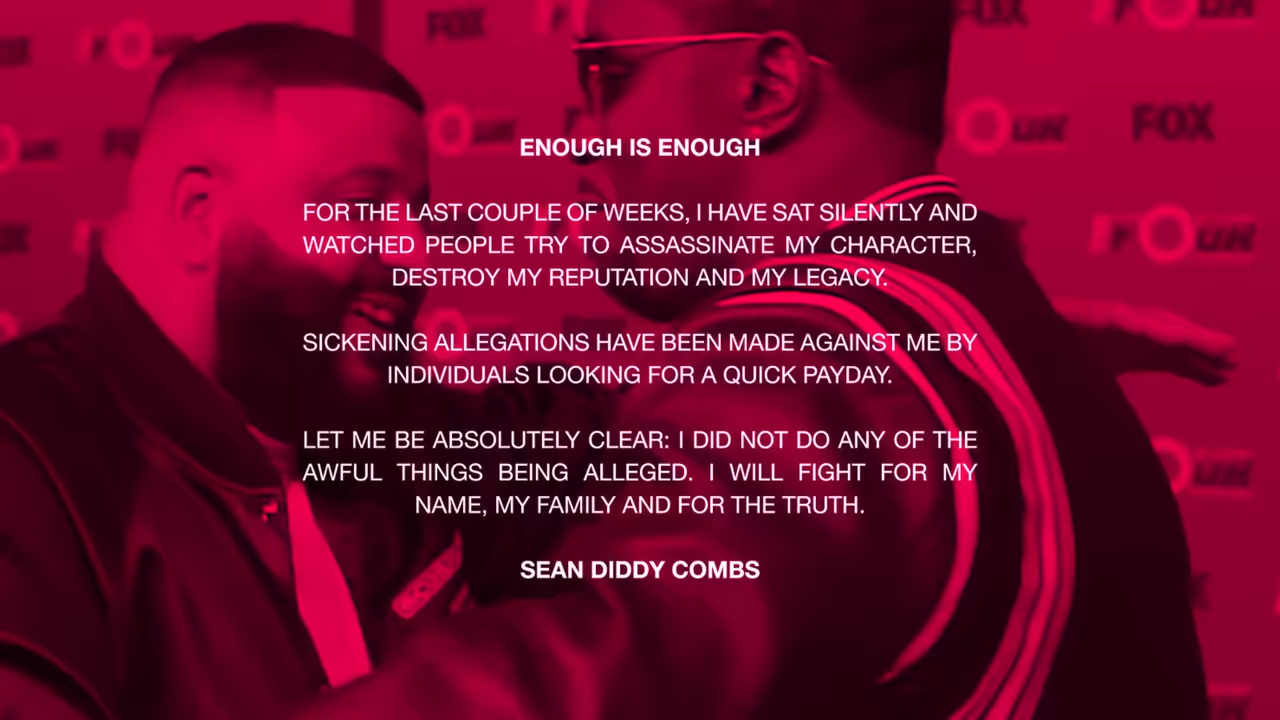 FOX
FOX
FOX
ENOUGH IS ENOUGH
FOR THE LAST COUPLE OF WEEKS, I HAVE SAT SILENTLY AND
WATCHED PEOPLE TRY TO ASSASSINATE MY CHARACTER,
DESTROY MY REPUTATION AND MY LEGACY.
SICKENING ALLEGATIONS HAVE BEEN MADE AGAINST ME BY
INDIVIDUALS LOOKING FOR A QUICK PAYDAY.
LET ME BE ABSOLUTELY CLEAR: I DID NOT DO ANY OF THE
AWFUL THINGS BEING ALLEGED. I WILL FIGHT FOR MY
NAME, MY FAMILY AND FOR THE TRUTH.
SEAN DIDDY COMBS